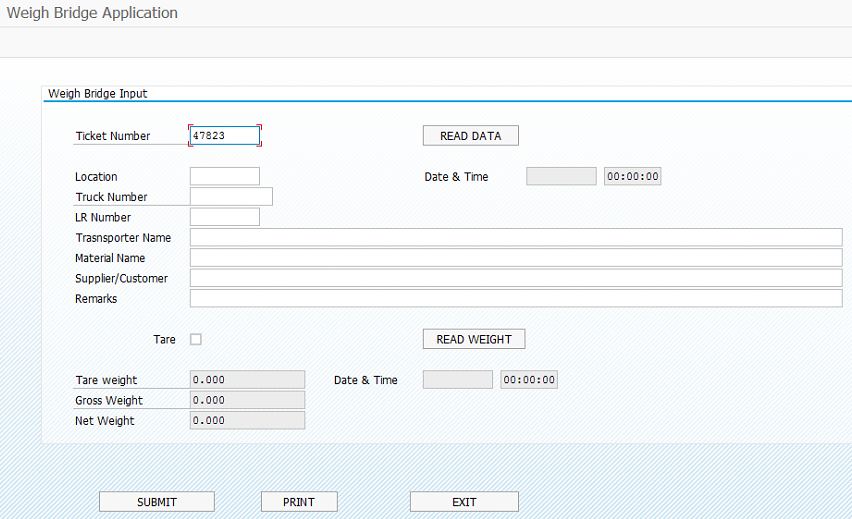 Weigh Bridge Application
Weigh Bridge Input
Ticket Number 47823 READ DATA
Location Date & Time 00:00:00
Truck Number
LR Number
Trasnsporter Name
Material Name
Supplier/Customer
Remarks
Tare READ WEIGHT
Tare weight 0.000 Date & Time 00:00:00
Gross Weight 0.000
Net Weight 0.000
SUBMIT PRINT EXIT